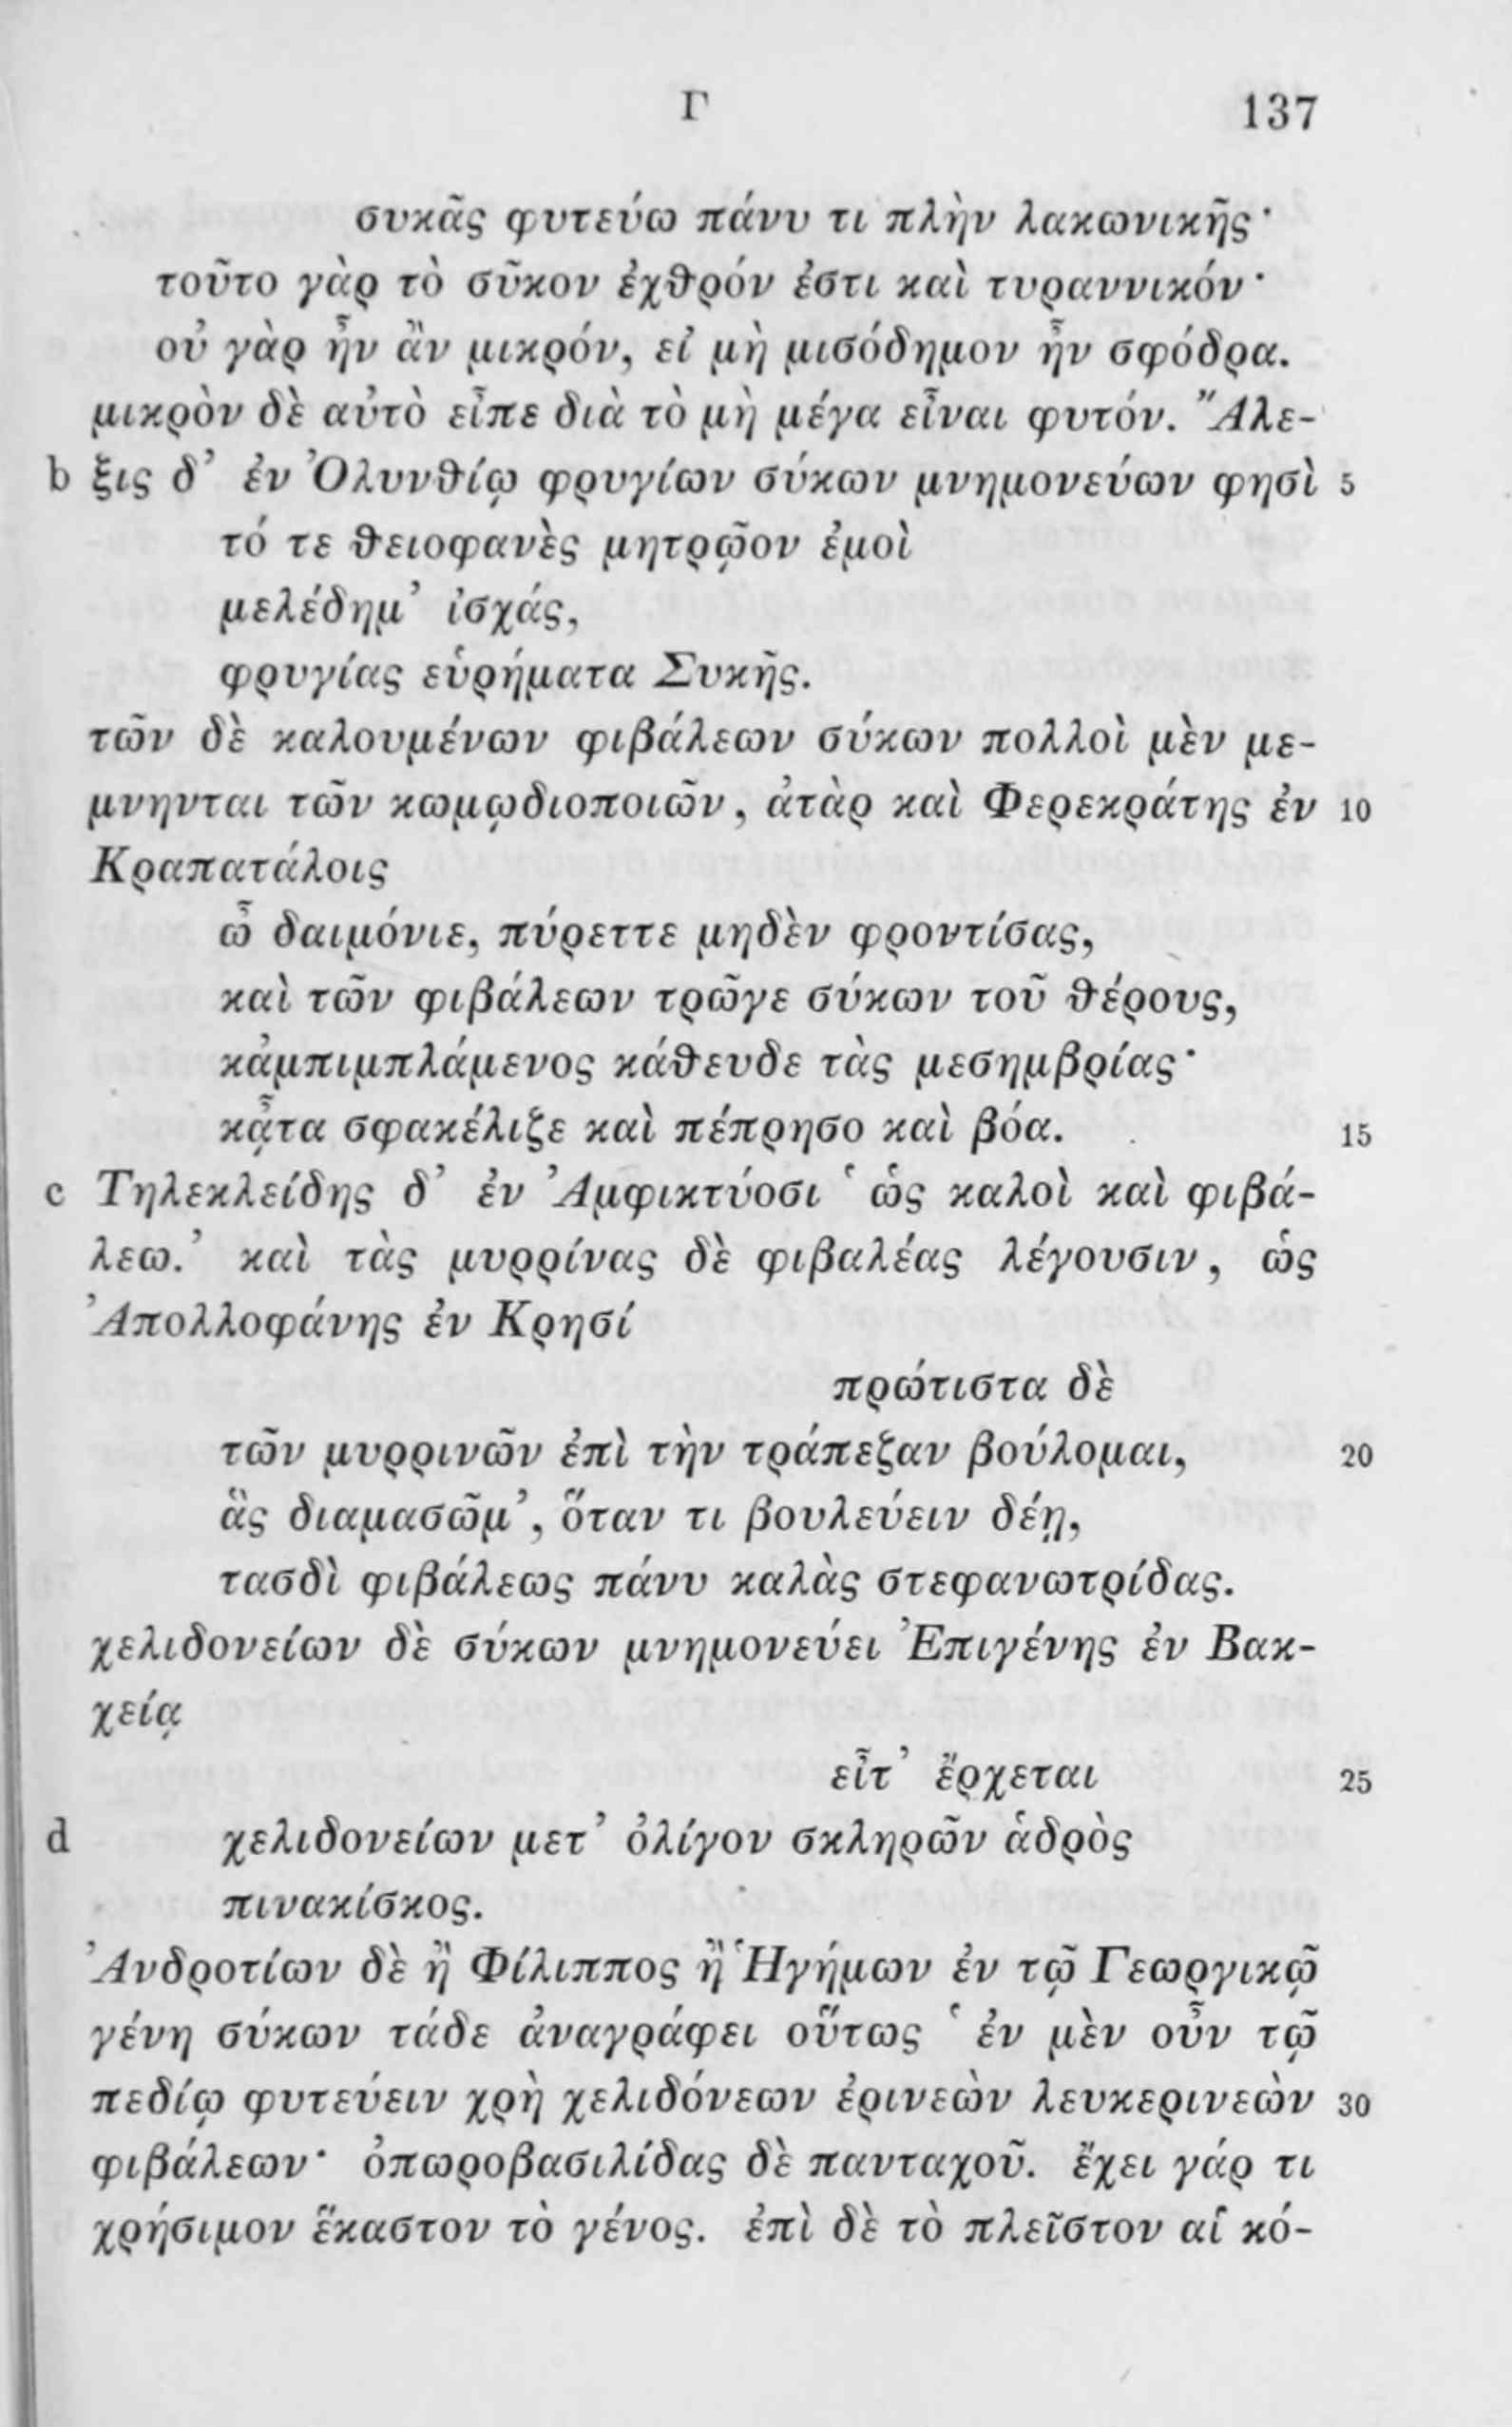 Γ 137
συκᾶς φυτεύω πάνυ τι πλὴν λακωνικῆς·
τοῦτο γὰρ τὸ σῦκον ἐχθρόν ἐστι καὶ τυραννικόν·
οὐ γὰρ ἦν ἂν μικρόν, εἰ μὴ μισόδημον ἦν σφόδρα.
μικρὸν δὲ αὐτὸ εἶπε διὰ τὸ μὴ μέγα εἶναι φυτόν. Ἄλε-
b ξις δ᾽ ἐν Ὀλυνθίῳ φρυγίων σύκων μνημονεύων φησὶ 5
τό τε θειοφανὲς μητρῷον ἐμοὶ
μελέδημ᾽ ἰσχάς,
φρυγίας εὑρήματα Συκῆς.
τῶν δὲ καλουμένων φιβάλεων σύκων πολλοὶ μὲν με-
μνηνται τῶν κωμῳδιοποιῶν, ἀτὰρ καὶ Φερεκράτης ἐν 10
Κραπατάλοις
ὦ δαιμόνιε, πύρεττε μηδὲν φροντίσας,
καὶ τῶν φιβάλεων τρῶγε σύκων τοῦ θέρους,
κἀμπιμπλάμενος κάθευδε τὰς μεσημβρίας·
κᾆτα σφακέλιζε καὶ πέπρησο καὶ βόα. 15
c Τηλεκλείδης δ᾽ ἐν Ἀμφικτύοσι ‘ὡς καλοὶ καὶ φιβά-
λεω.’ καὶ τὰς μυρρίνας δὲ φιβαλέας λέγουσιν, ὡς
Ἀπολλοφάνης ἐν Κρησί
πρώτιστα δὲ
τῶν μυρρινῶν ἐπὶ τὴν τράπεζαν βούλομαι, 20
ἃς διαμασῶμ᾽, ὅταν τι βουλεύειν δέῃ,
τασδὶ φιβάλεως πάνυ καλὰς στεφανωτρίδας.
χελιδονείων δὲ σύκων μνημονεύει Ἐπιγένης ἐν Βακ-
χείᾳ
εἶτ᾽ ἔρχεται 25
d χελιδονείων μετ᾽ ὀλίγον σκληρῶν ἁδρὸς
πινακίσκος.
Ἀνδροτίων δὲ ἢ Φίλιππος ἢ Ἡγήμων ἐν τῷ Γεωργικῷ
γένη σύκων τάδε ἀναγράφει οὕτως ‘ἐν μὲν οὖν τῷ
πεδίῳ φυτεύειν χρὴ χελιδόνεων ἐρινεὼν λευκερινεὼν 30
φιβάλεων· ὀπωροβασιλίδας δὲ πανταχοῦ. ἔχει γάρ τι
χρήσιμον ἕκαστον τὸ γένος. ἐπὶ δὲ τὸ πλεῖστον αἱ κό-